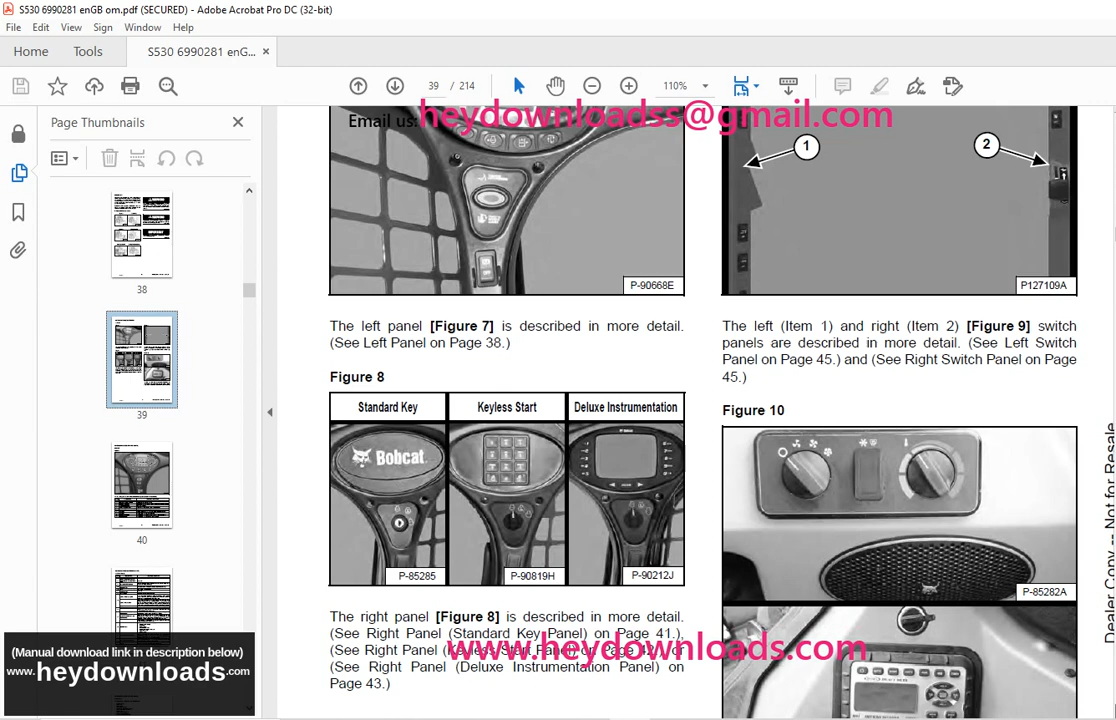 S530 6990281 enGB om.pdf (SECURED) - Adobe Acrobat Pro DC (32-bit)
File Edit View Sign Window Help
Home Tools S530 6990281 enG... ×
39 / 214 110%
Page Thumbnails
38
39
40
Email us:heydownloadss@gmail.com
1
2
P-90668E
P127109A
The left panel [Figure 7] is described in more detail.
(See Left Panel on Page 38.)
Figure 8
Standard Key Keyless Start Deluxe Instrumentation
Bobcat
P-85285 P-90819H P-90212J
The right panel [Figure 8] is described in more detail.
(See Right Panel (Standard Key Panel) on Page 41.),
(See Right Panel (Keyless Start Panel) on Page 42.) or
(See Right Panel (Deluxe Instrumentation Panel) on
Page 43.)
The left (Item 1) and right (Item 2) [Figure 9] switch
panels are described in more detail. (See Left Switch
Panel on Page 45.) and (See Right Switch Panel on Page
45.)
Figure 10
P-85282A
Dealer Copy -- Not for Resale
www.heydownloads.com
(Manual download link in description below)
www.heydownloads.com